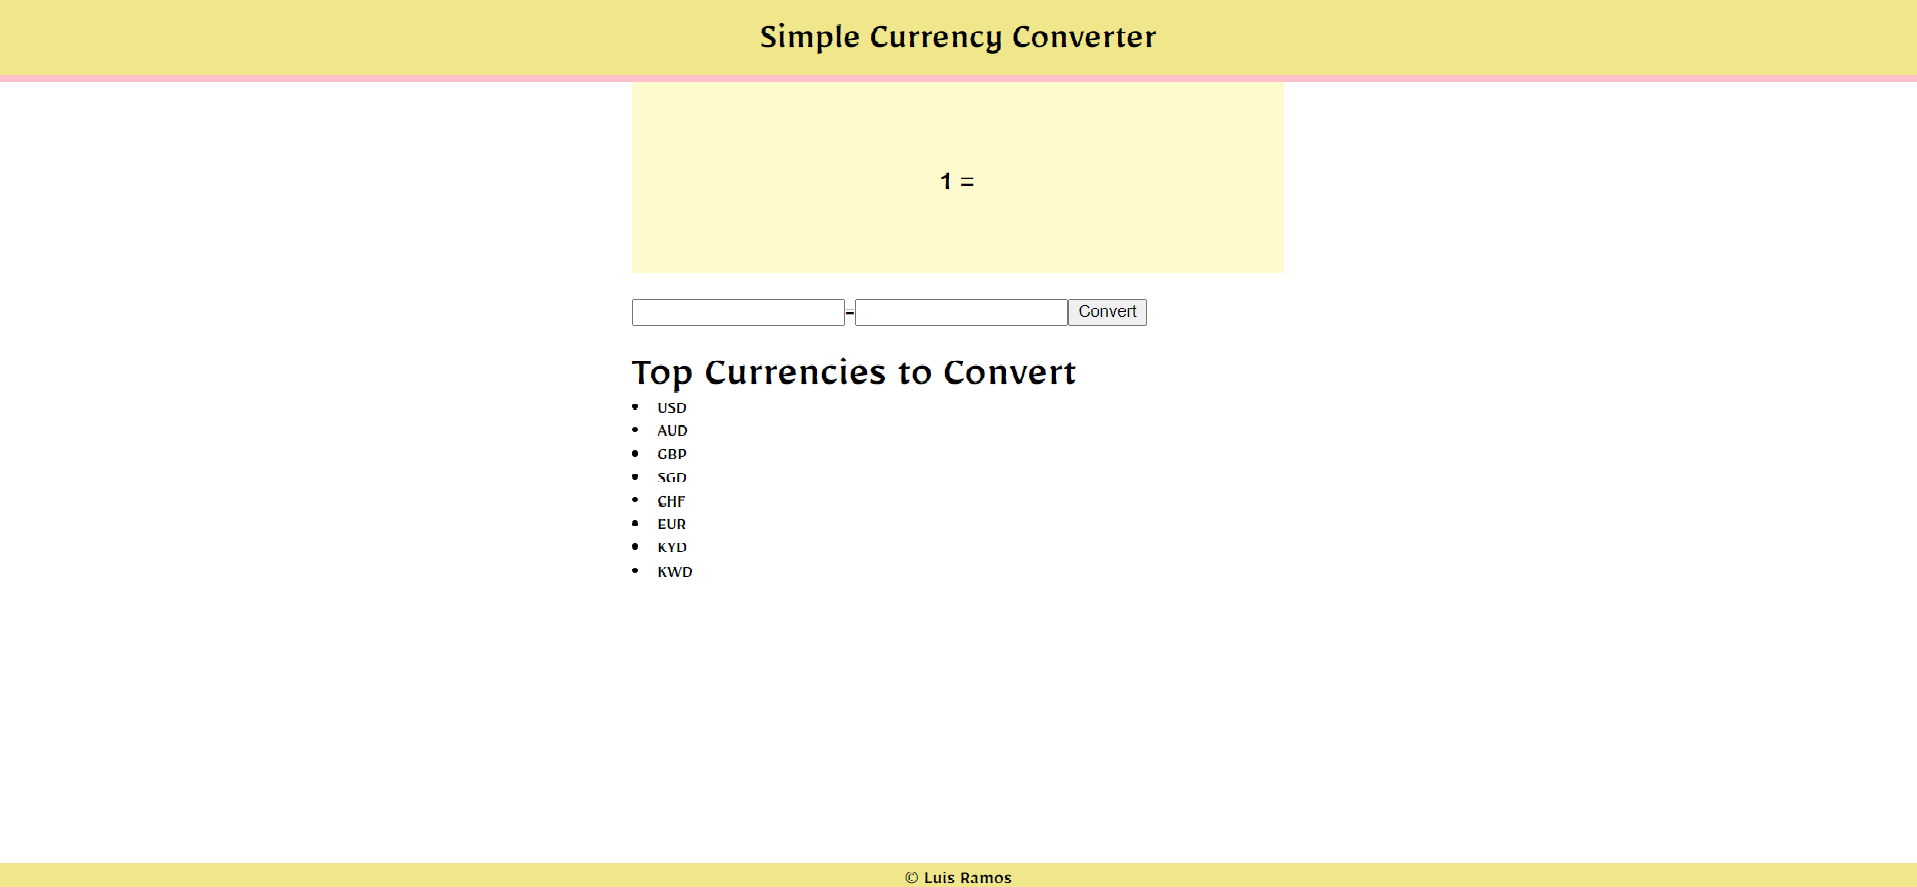 Simple Currency Converter
1 =
= Convert
Top Currencies to Convert
• USD
• AUD
• GBP
• SGD
• CHF
• EUR
• KYD
• KWD
© Luis Ramos